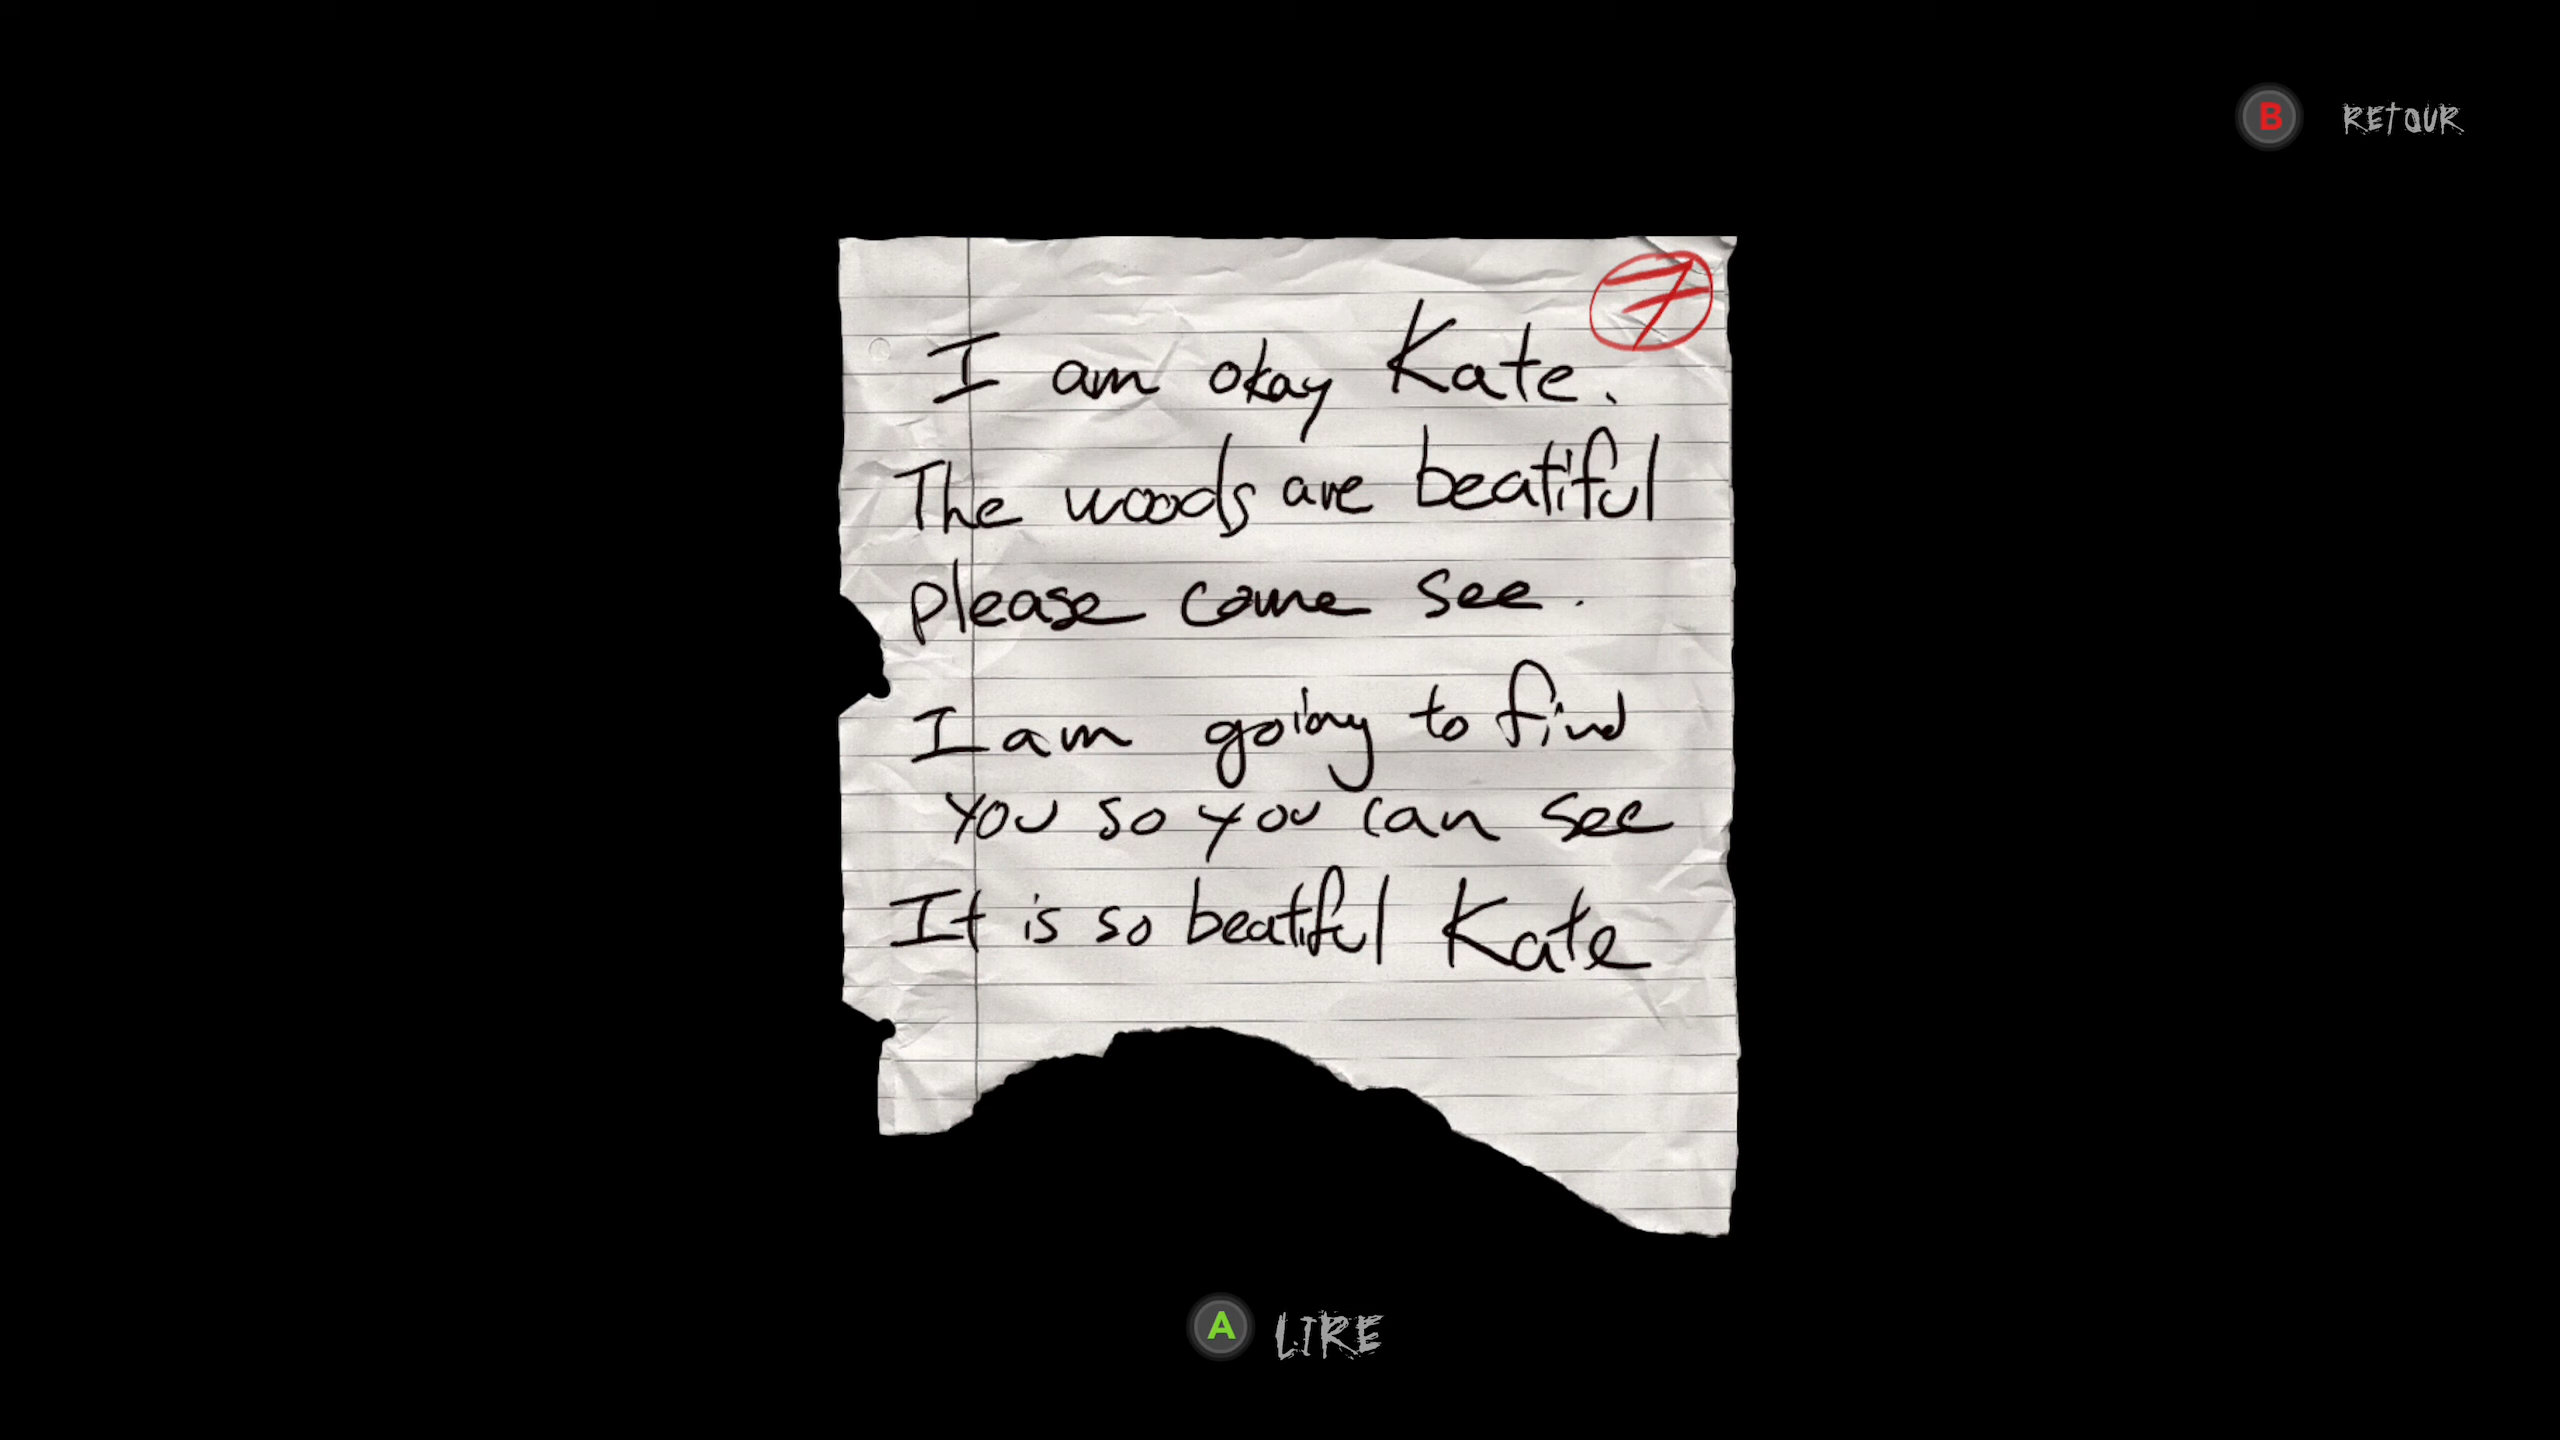 B RETOUR
7
I am okay Kate.
The woods are beatiful
please come see.
I am going to find
you so you can see
It is so beatiful Kate
A LIRE